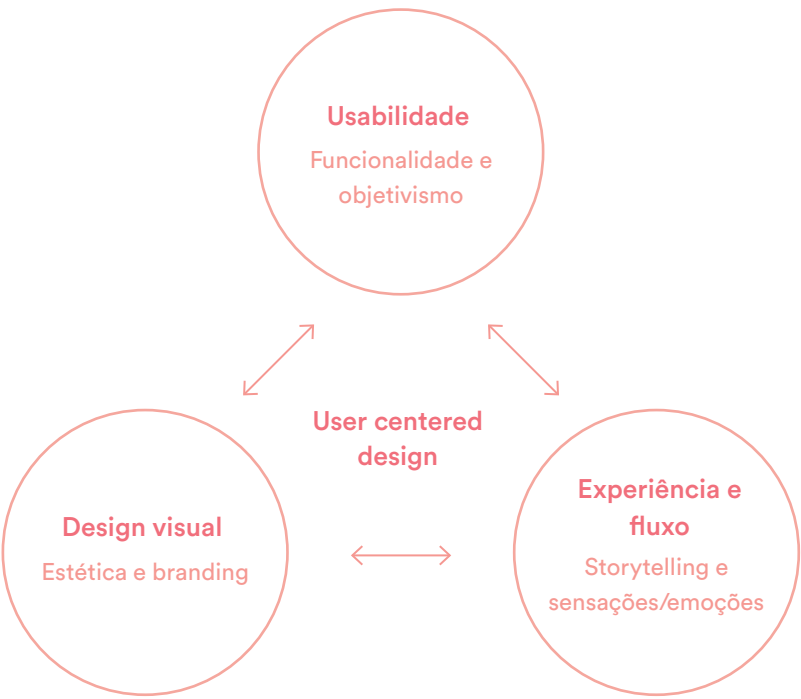 Usabilidade
Funcionalidade e
objetivismo
User centered
design
Design visual
Estética e branding
Experiência e
fluxo
Storytelling e
sensações/emoções